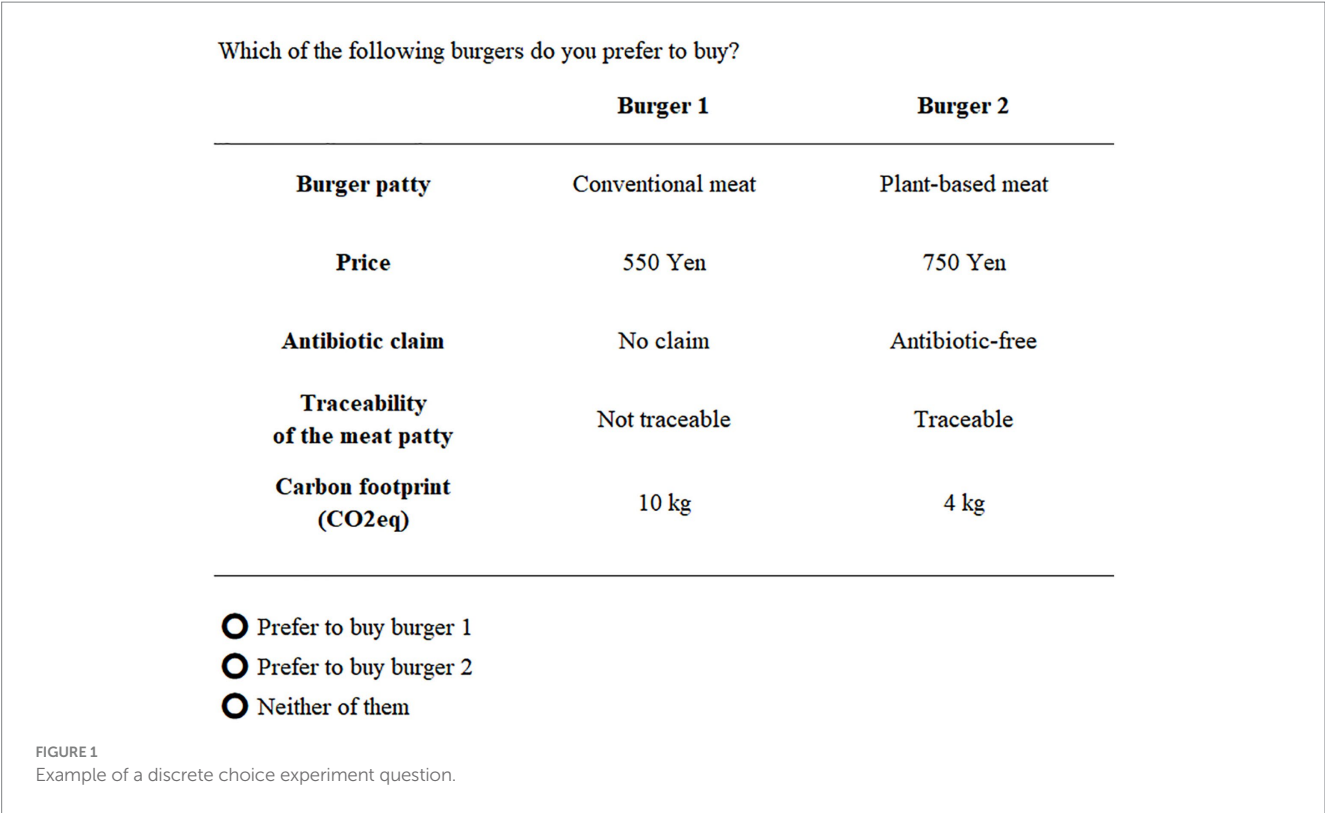 Which of the following burgers do you prefer to buy?
Burger 1 Burger 2
Burger patty Conventional meat Plant-based meat
Price 550 Yen 750 Yen
Antibiotic claim No claim Antibiotic-free
Traceability
of the meat patty Not traceable Traceable
Carbon footprint
(CO2eq) 10 kg 4 kg
Prefer to buy burger 1
Prefer to buy burger 2
Neither of them
FIGURE 1
Example of a discrete choice experiment question.